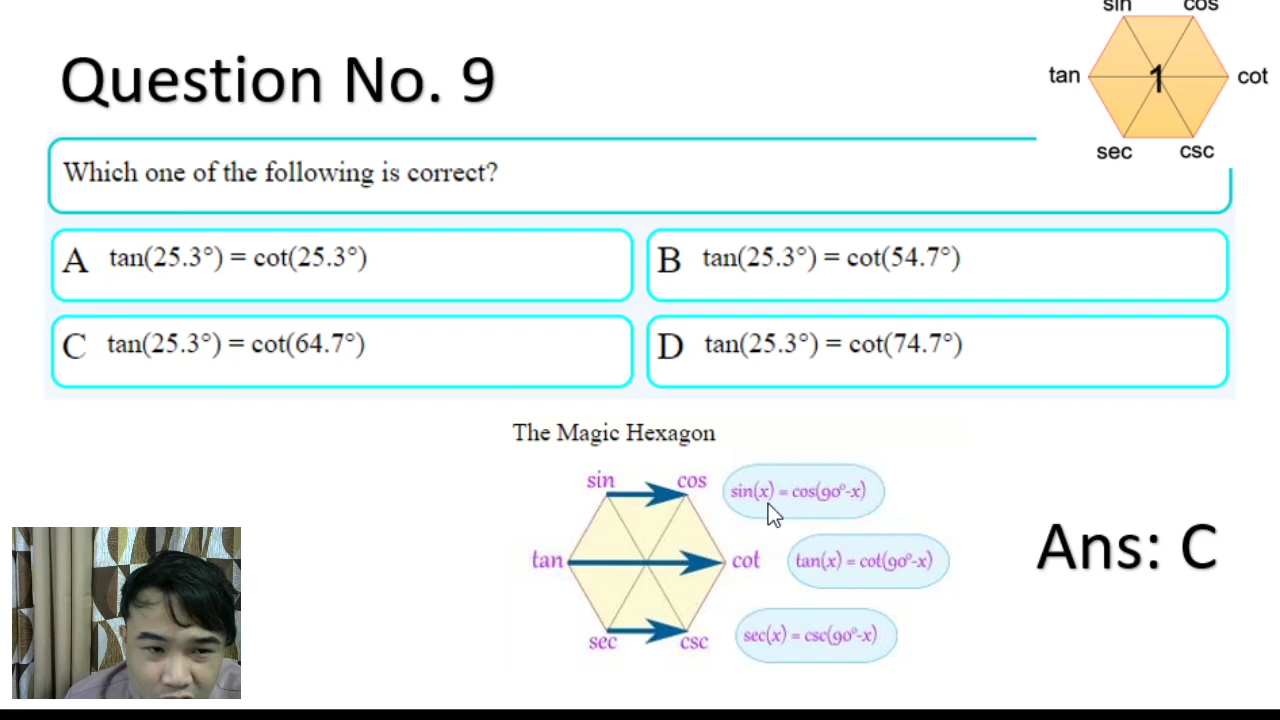 sin cos
Question No. 9
tan 1 cot
sec csc
Which one of the following is correct?
A tan(25.3°) = cot(25.3°)
B tan(25.3°) = cot(54.7°)
C tan(25.3°) = cot(64.7°)
D tan(25.3°) = cot(74.7°)
The Magic Hexagon
sin cos sin(x) = cos(90°-x)
tan cot tan(x) = cot(90°-x)
sec csc sec(x) = csc(90°-x)
Ans: C